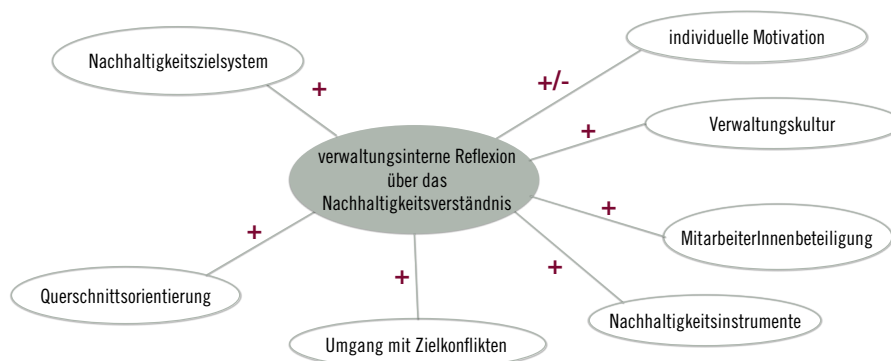 individuelle Motivation
Nachhaltigkeitszielsystem
+/-
+
Verwaltungskultur
+
verwaltungsinterne Reflexion
über das
Nachhaltigkeitsverständnis
+
MitarbeiterInnenbeteiligung
+
+
+
Querschnittsorientierung
Nachhaltigkeitsinstrumente
Umgang mit Zielkonflikten